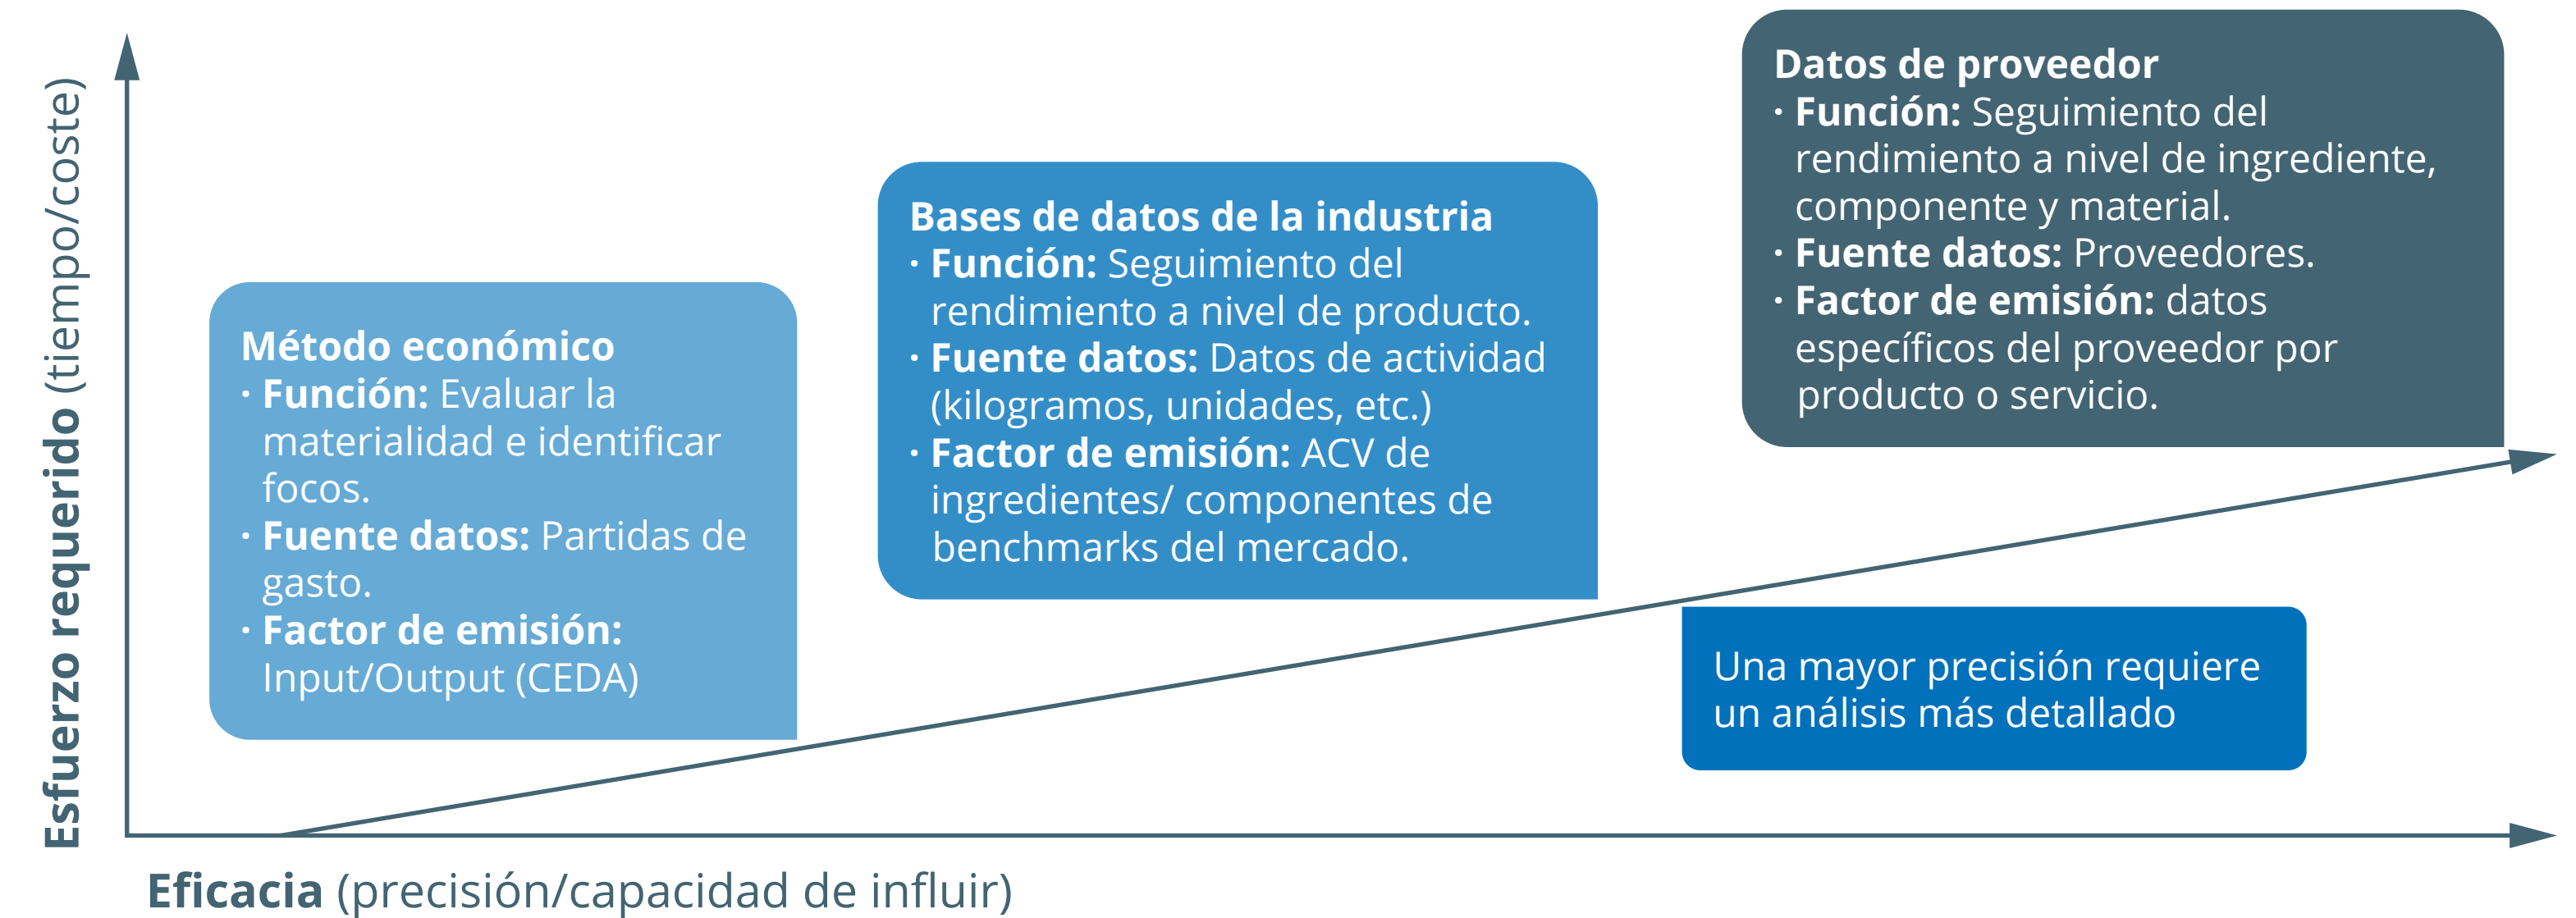 Esfuerzo requerido (tiempo/coste)
Método económico
· Función: Evaluar la
materialidad e identificar
focos.
· Fuente datos: Partidas de
gasto.
· Factor de emisión:
Input/Output (CEDA)
Bases de datos de la industria
· Función: Seguimiento del
rendimiento a nivel de producto.
· Fuente datos: Datos de actividad
(kilogramos, unidades, etc.)
· Factor de emisión: ACV de
ingredientes/ componentes de
benchmarks del mercado.
Datos de proveedor
· Función: Seguimiento del
rendimiento a nivel de ingrediente,
componente y material.
· Fuente datos: Proveedores.
· Factor de emisión: datos
específicos del proveedor por
producto o servicio.
Una mayor precisión requiere
un análisis más detallado
Eficacia (precisión/capacidad de influir)